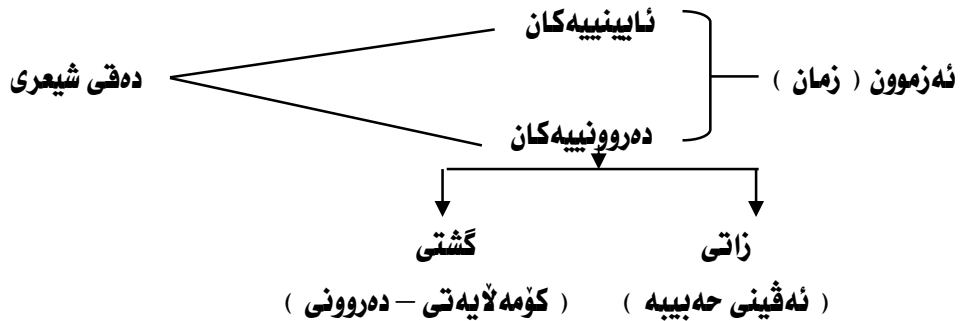 ئایینییەکان
ئەزموون ( زمان )
دەقی شیعری
دەروونییەکان
زاتی
گشتی
( ئەڤینی حەبیبە )
( کۆمەڵایەتی – دەروونی )